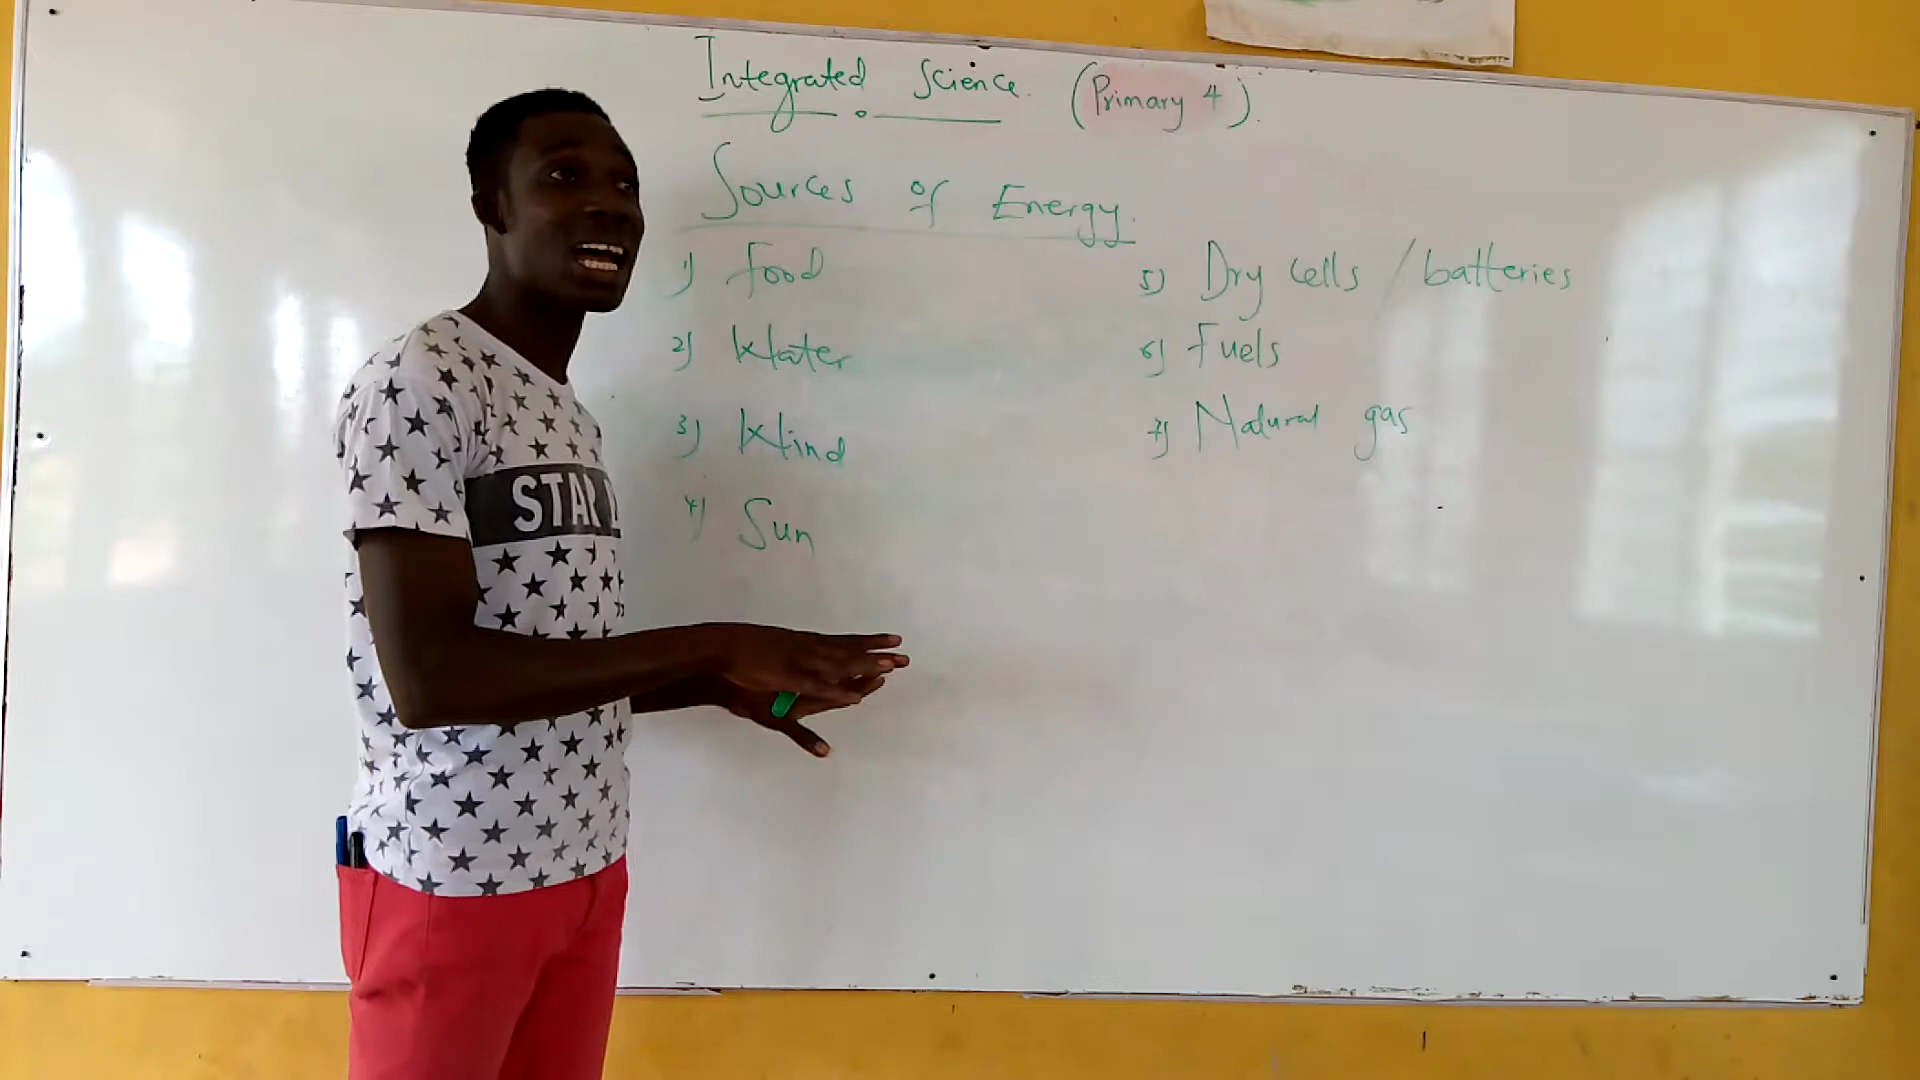 Integrated Science. (Primary 4).
Sources of Energy.
1) Food
2) Water
3) Wind
4) Sun
5) Dry cells / batteries
6) Fuels
7) Natural gas
STAR